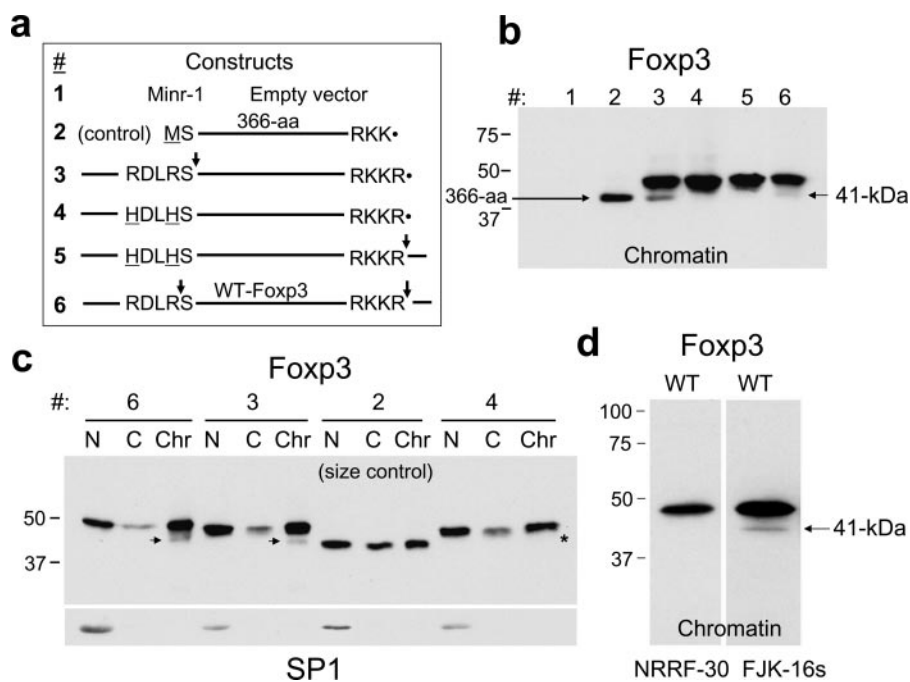 a
# Constructs
1 Minr-1 Empty vector
2 (control) MS 366-aa RKK•
3 RDLRS RKKR•
4 HDLHS RKKR•
5 HDLHS RKKR
6 RDLRS WT-Foxp3 RKKR
b
Foxp3
#: 1 2 3 4 5 6
75
50
366-aa 41-kDa
37
Chromatin
c
Foxp3
#: 6 3 2 4
N C Chr N C Chr N C Chr N C Chr
(size control)
50
*
37
SP1
d
Foxp3
WT WT
100
75
50
41-kDa
37
Chromatin
NRRF-30 FJK-16s